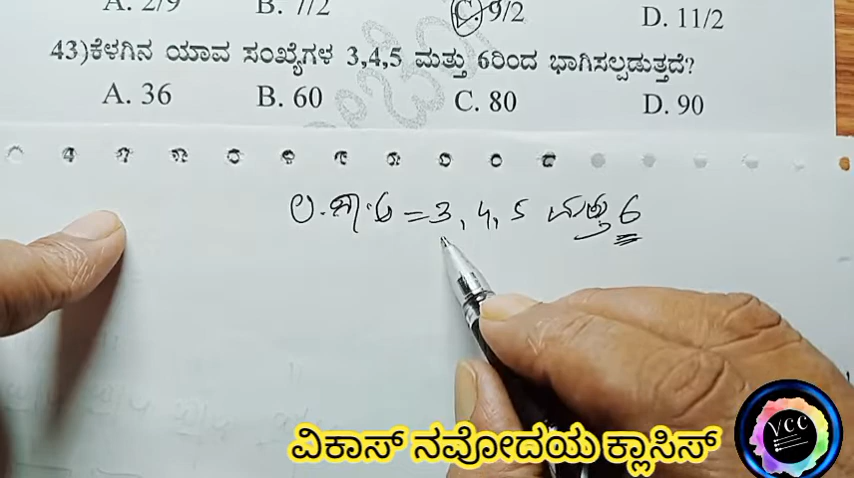 A. 2/9 B. 7/2 C. 9/2 D. 11/2
43)ಕೆಳಗಿನ ಯಾವ ಸಂಖ್ಯೆಗಳ 3,4,5 ಮತ್ತು 6ರಿಂದ ಭಾಗಿಸಲ್ಪಡುತ್ತದೆ?
A. 36 B. 60 C. 80 D. 90
ಲ.ಸಾ.ಅ = 3, 4, 5 ಮತ್ತು 6
ವಿಕಾಸ್ ನವೋದಯ ಕ್ಲಾಸಿಸ್
VCC